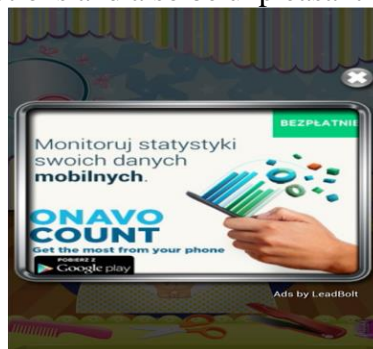 BEZPŁATNIE
Monitoruj statystyki
swoich danych
mobilnych.
ONAVO
COUNT
Get the most from your phone
POBIERZ Z
Google play
Ads by LeadBolt